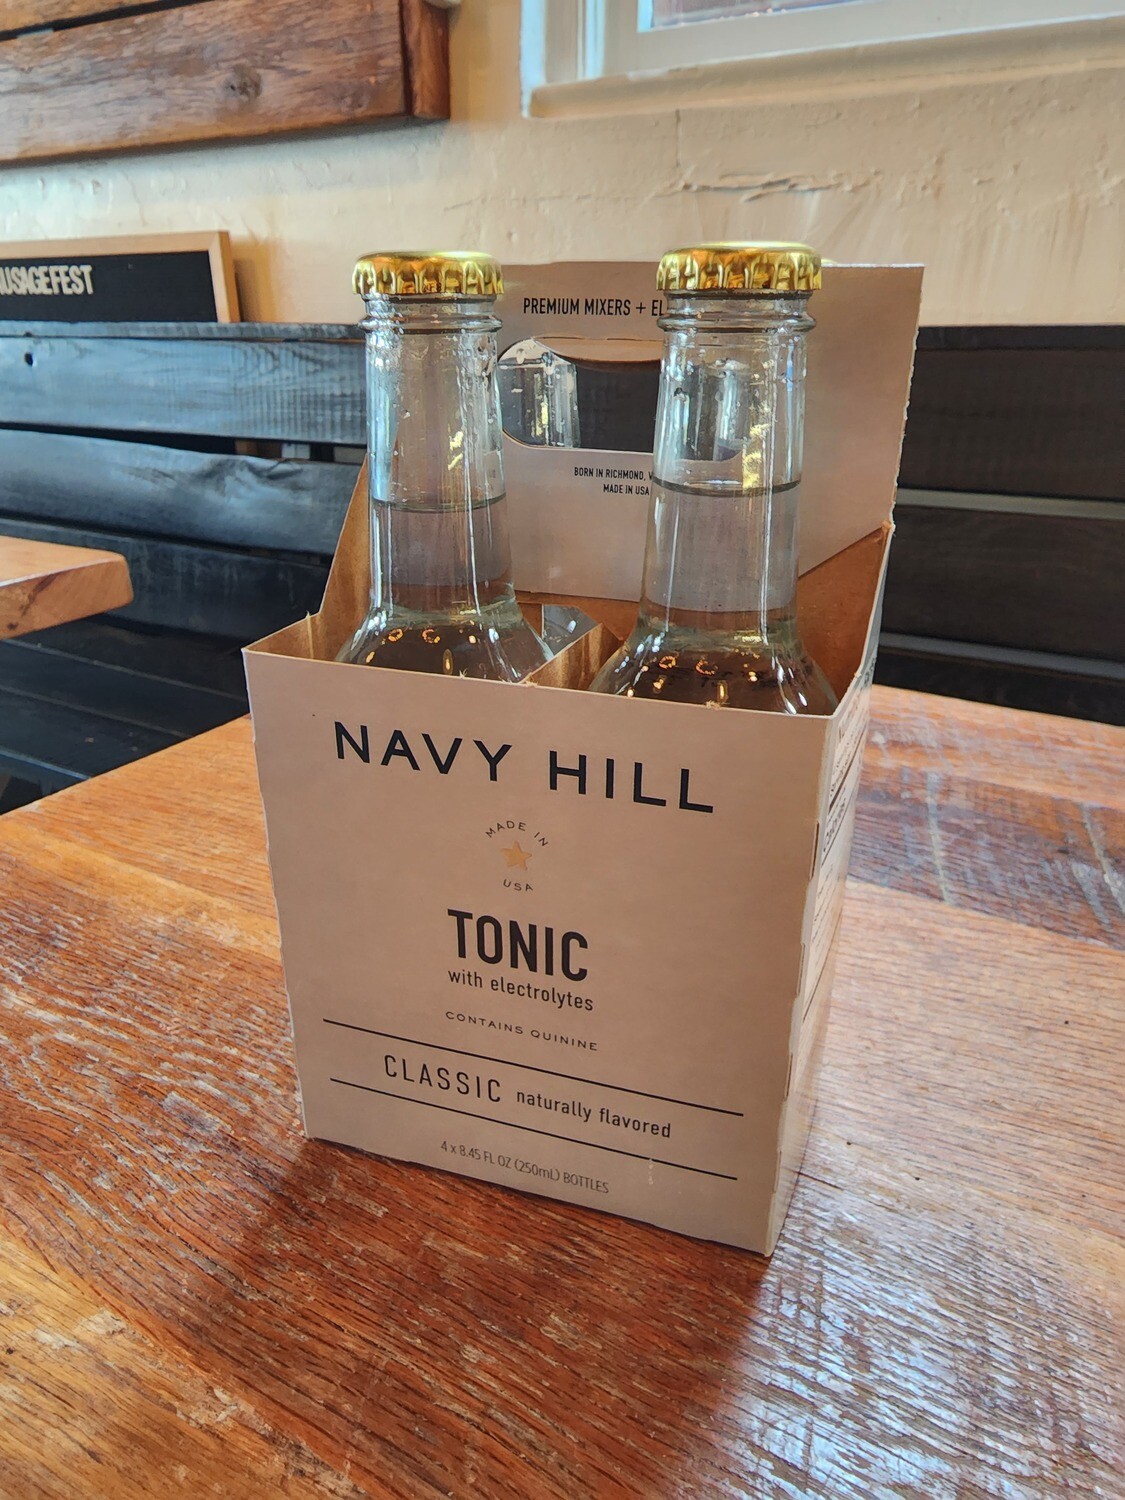 USAGEFEST
PREMIUM MIXERS + EL
BORN IN RICHMOND, V
MADE IN USA
NAVY HILL
MADE IN
USA
TONIC
with electrolytes
CONTAINS QUININE
CLASSIC naturally flavored
4 x 8.45 FL OZ (250mL) BOTTLES